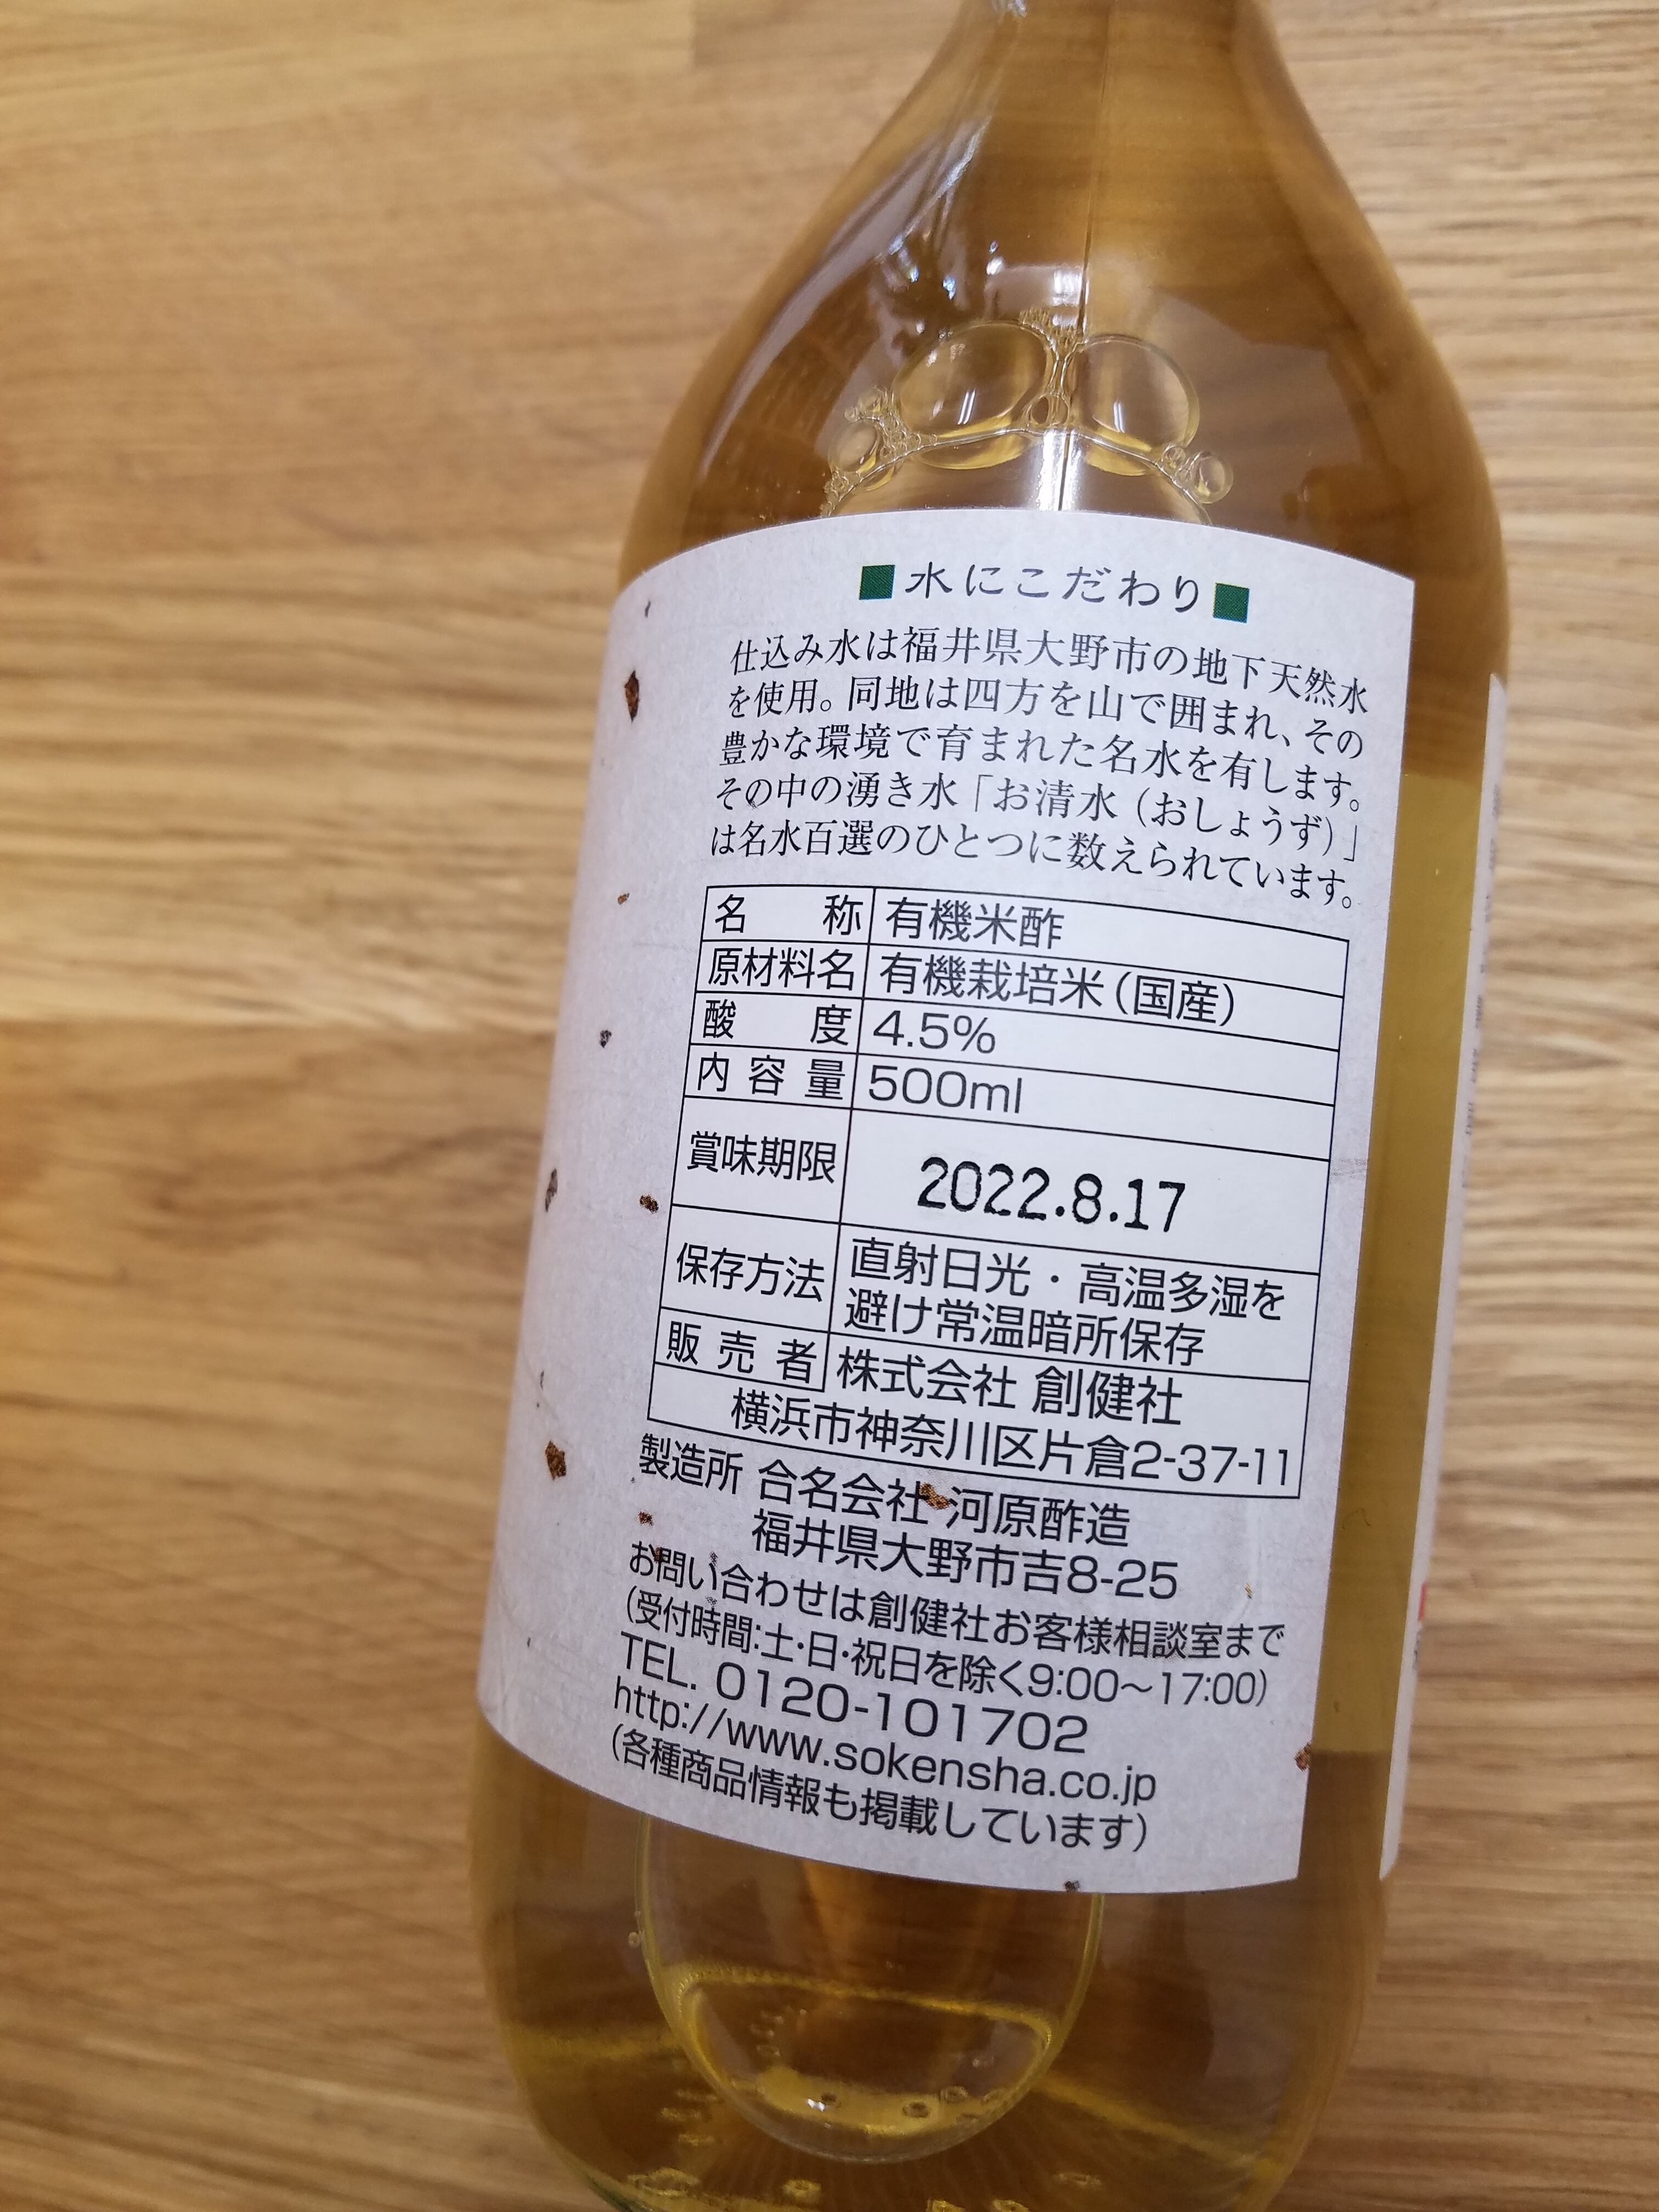 ■水にこだわり■
仕込み水は福井県大野市の地下天然水
を使用。同地は四方を山で囲まれ、その
豊かな環境で育まれた名水を有します。
その中の湧き水「お清水（おしょうず）」
は名水百選のひとつに数えられています。
名称 有機米酢
原材料名 有機栽培米（国産）
酸度 4.5%
内容量 500ml
賞味期限 2022.8.17
保存方法 直射日光・高温多湿を
避け常温暗所保存
販売者 株式会社 創健社
横浜市神奈川区片倉2-37-11
製造所 合名会社 河原酢造
福井県大野市吉8-25
お問い合わせは創健社お客様相談室まで
(受付時間:土・日・祝日を除く9:00〜17:00)
TEL. 0120-101702
http://www.sokensha.co.jp
(各種商品情報も掲載しています)